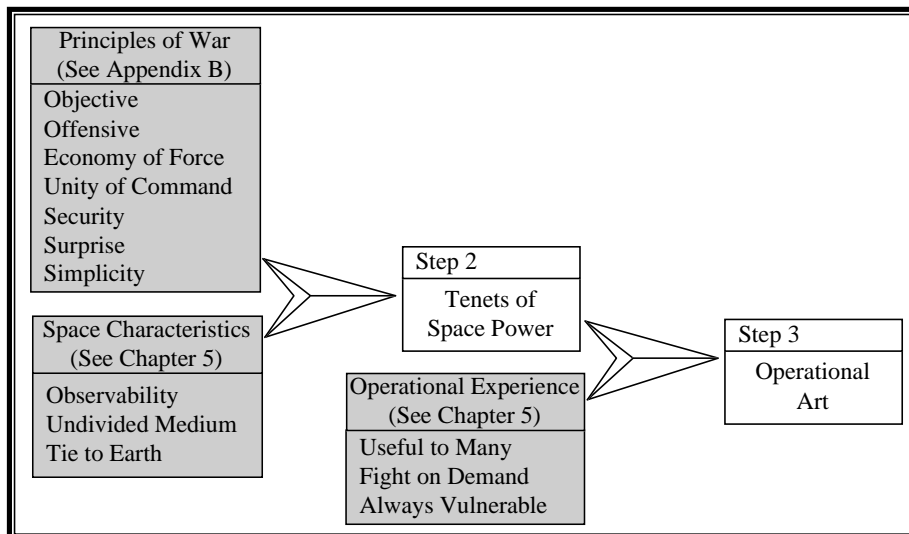 Principles of War
(See Appendix B)
Objective
Offensive
Economy of Force
Unity of Command
Security
Surprise
Simplicity
Space Characteristics
(See Chapter 5)
Observability
Undivided Medium
Tie to Earth
Step 2
Tenets of
Space Power
Operational Experience
(See Chapter 5)
Useful to Many
Fight on Demand
Always Vulnerable
Step 3
Operational
Art